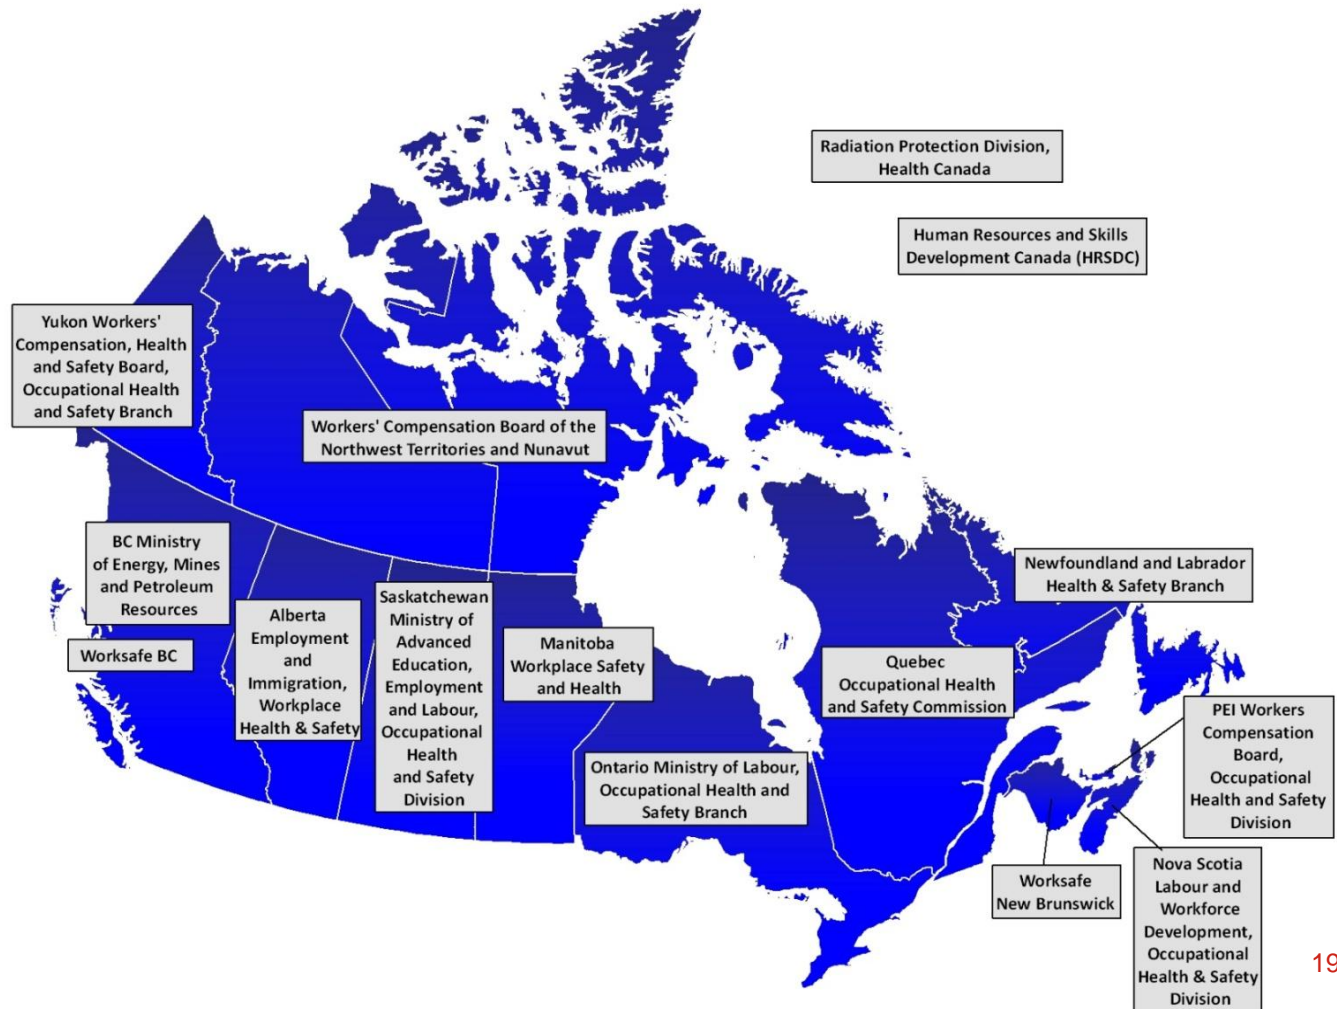 Radiation Protection Division,
Health Canada
Human Resources and Skills
Development Canada (HRSDC)
Yukon Workers'
Compensation, Health
and Safety Board,
Occupational Health
and Safety Branch
Workers' Compensation Board of the
Northwest Territories and Nunavut
BC Ministry
of Energy, Mines
and Petroleum
Resources
Worksafe BC
Alberta
Employment
and
Immigration,
Workplace
Health & Safety
Saskatchewan
Ministry of
Advanced
Education,
Employment
and Labour,
Occupational
Health
and Safety
Division
Manitoba
Workplace Safety
and Health
Ontario Ministry of Labour,
Occupational Health and
Safety Branch
Quebec
Occupational Health
and Safety Commission
Newfoundland and Labrador
Health & Safety Branch
PEI Workers
Compensation
Board,
Occupational
Health and Safety
Division
Worksafe
New Brunswick
Nova Scotia
Labour and
Workforce
Development,
Occupational
Health & Safety
Division
19